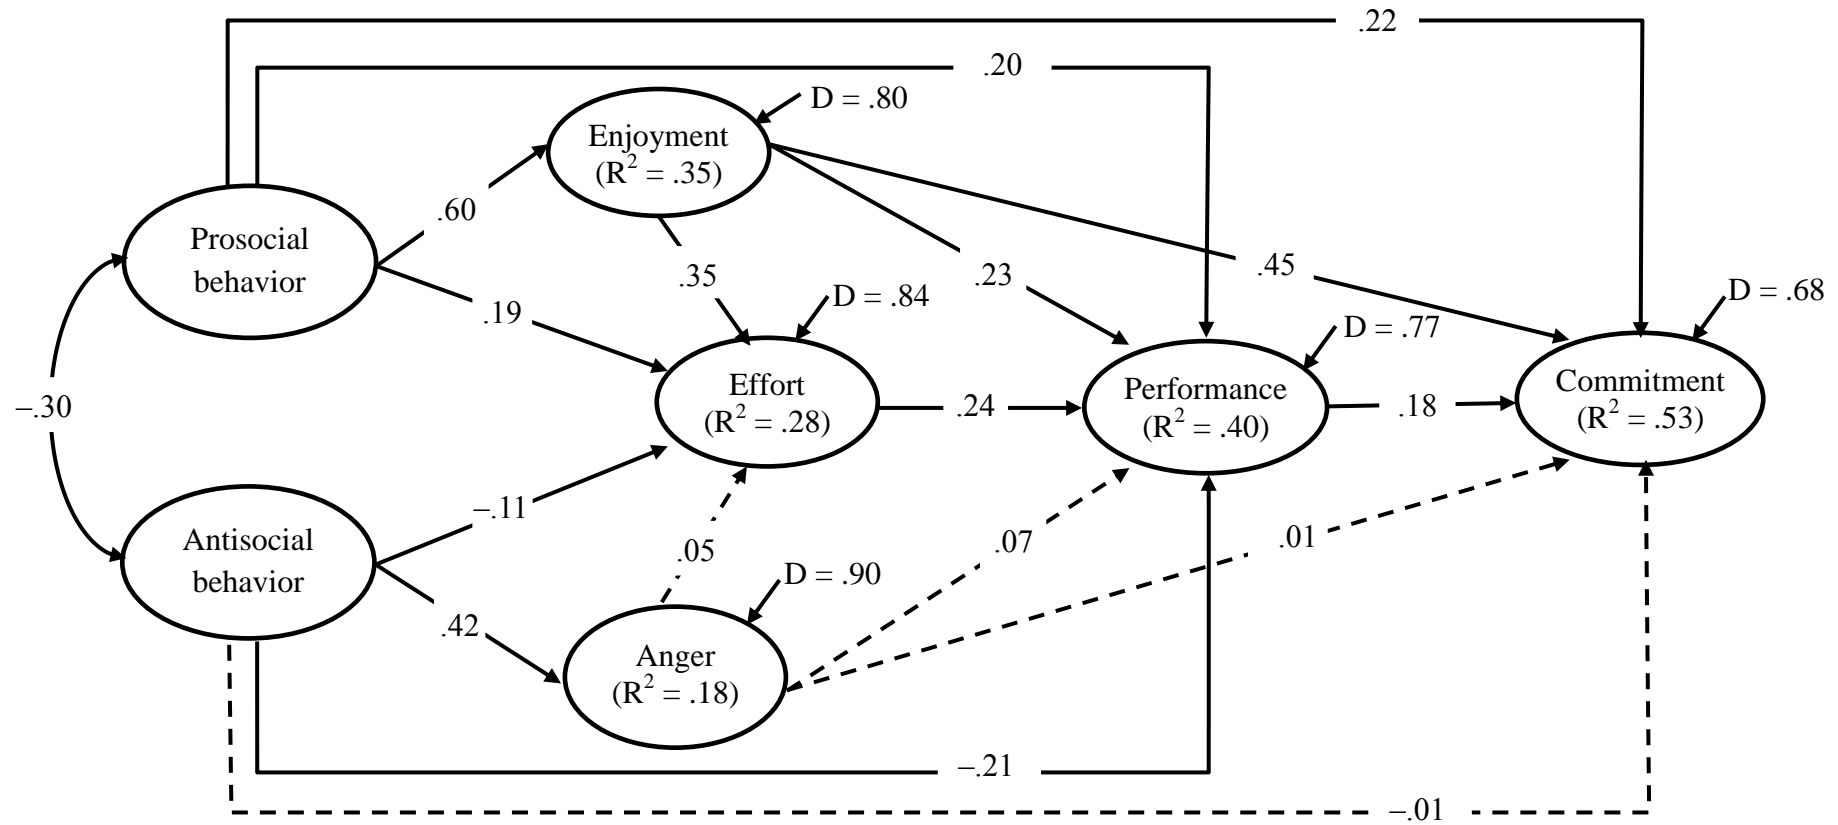 .22
.20
D = .80
Enjoyment
(R² = .35)
.60
Prosocial
behavior
.45
.35
.23
D = .84
D = .68
.19
D = .77
Effort
(R² = .28)
Performance
(R² = .40)
Commitment
(R² = .53)
–.30
.24
.18
–.11
Antisocial
behavior
.05
.07
.01
D = .90
.42
Anger
(R² = .18)
–.21
–.01